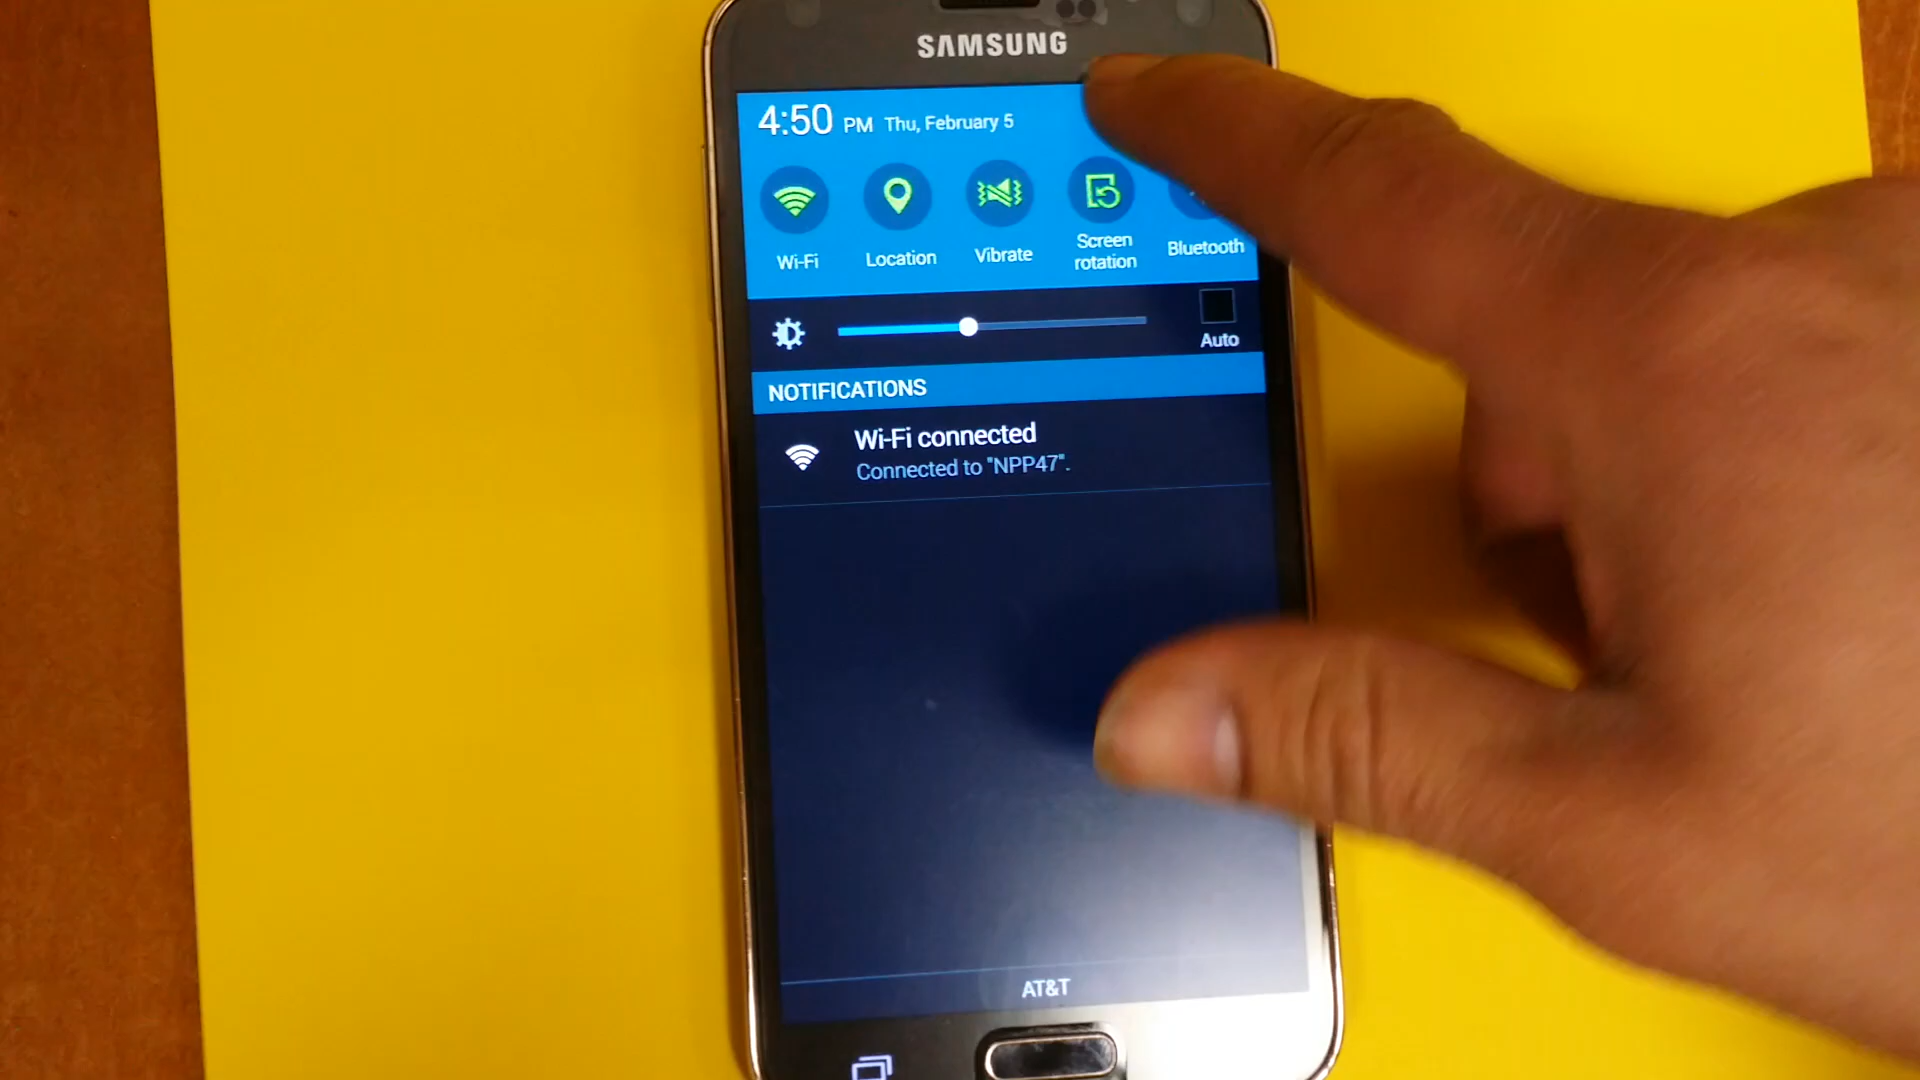 SAMSUNG
4:50 PM Thu, February 5
Wi-Fi
Location
Vibrate
Screen
rotation
Bluetooth
Auto
NOTIFICATIONS
Wi-Fi connected
Connected to "NPP47".
AT&T